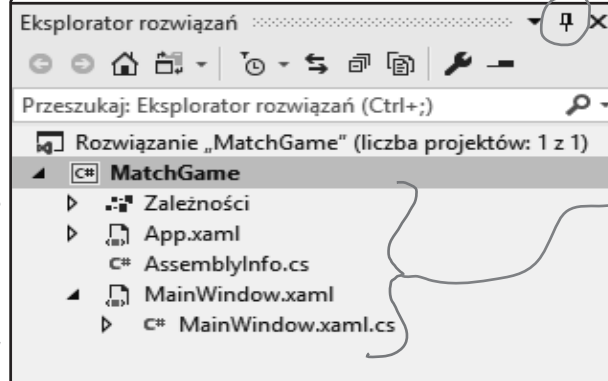 Eksplorator rozwiązań
Przeszukaj: Eksplorator rozwiązań (Ctrl+;)
Rozwiązanie „MatchGame” (liczba projektów: 1 z 1)
C# MatchGame
Zależności
App.xaml
C# AssemblyInfo.cs
MainWindow.xaml
C# MainWindow.xaml.cs